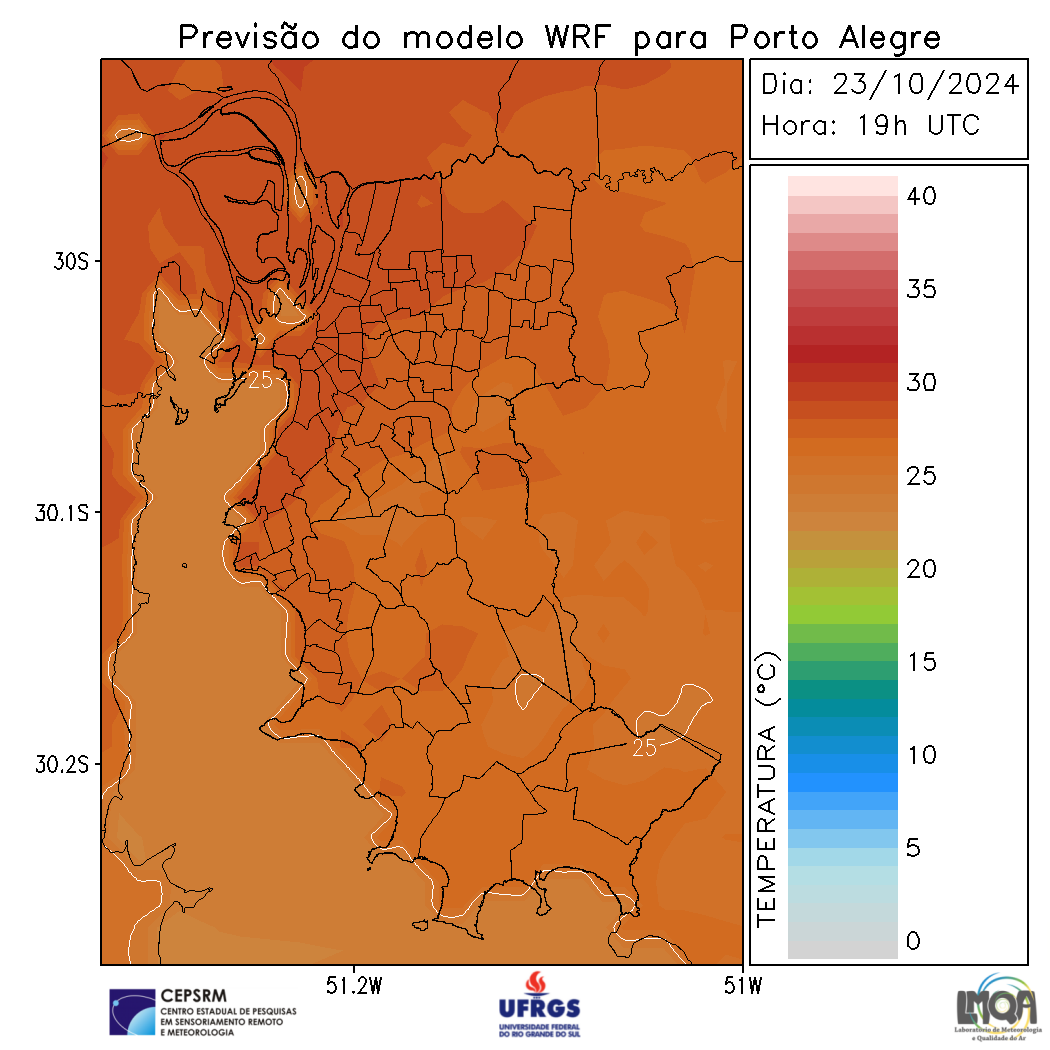 Previsão do modelo WRF para Porto Alegre
Dia: 23/10/2024
Hora: 19h UTC
40
35
30
25
20
15
10
5
0
TEMPERATURA (°C)
30S
30.1S
30.2S
25
25
51.2W
51W
CEPSRM
CENTRO ESTADUAL DE PESQUISAS
EM SENSORIAMENTO REMOTO
E METEOROLOGIA
UFRGS
UNIVERSIDADE FEDERAL
DO RIO GRANDE DO SUL
LMQA
Laboratório de Meteorologia
e Qualidade do Ar